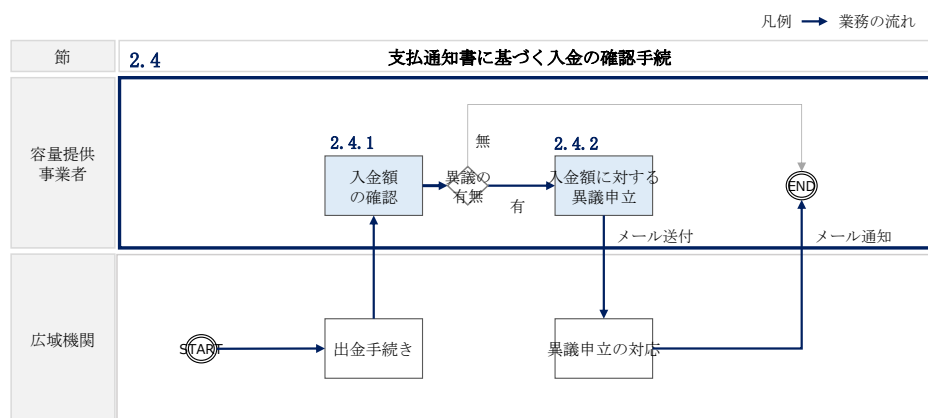 凡例 業務の流れ
節
2.4 支払通知書に基づく入金の確認手続
容量提供
事業者
2.4.1
入金額
の確認
異議の
有無
無
有
2.4.2
入金額に対する
異議申立
END
メール送付
メール通知
広域機関
START
出金手続き
異議申立の対応